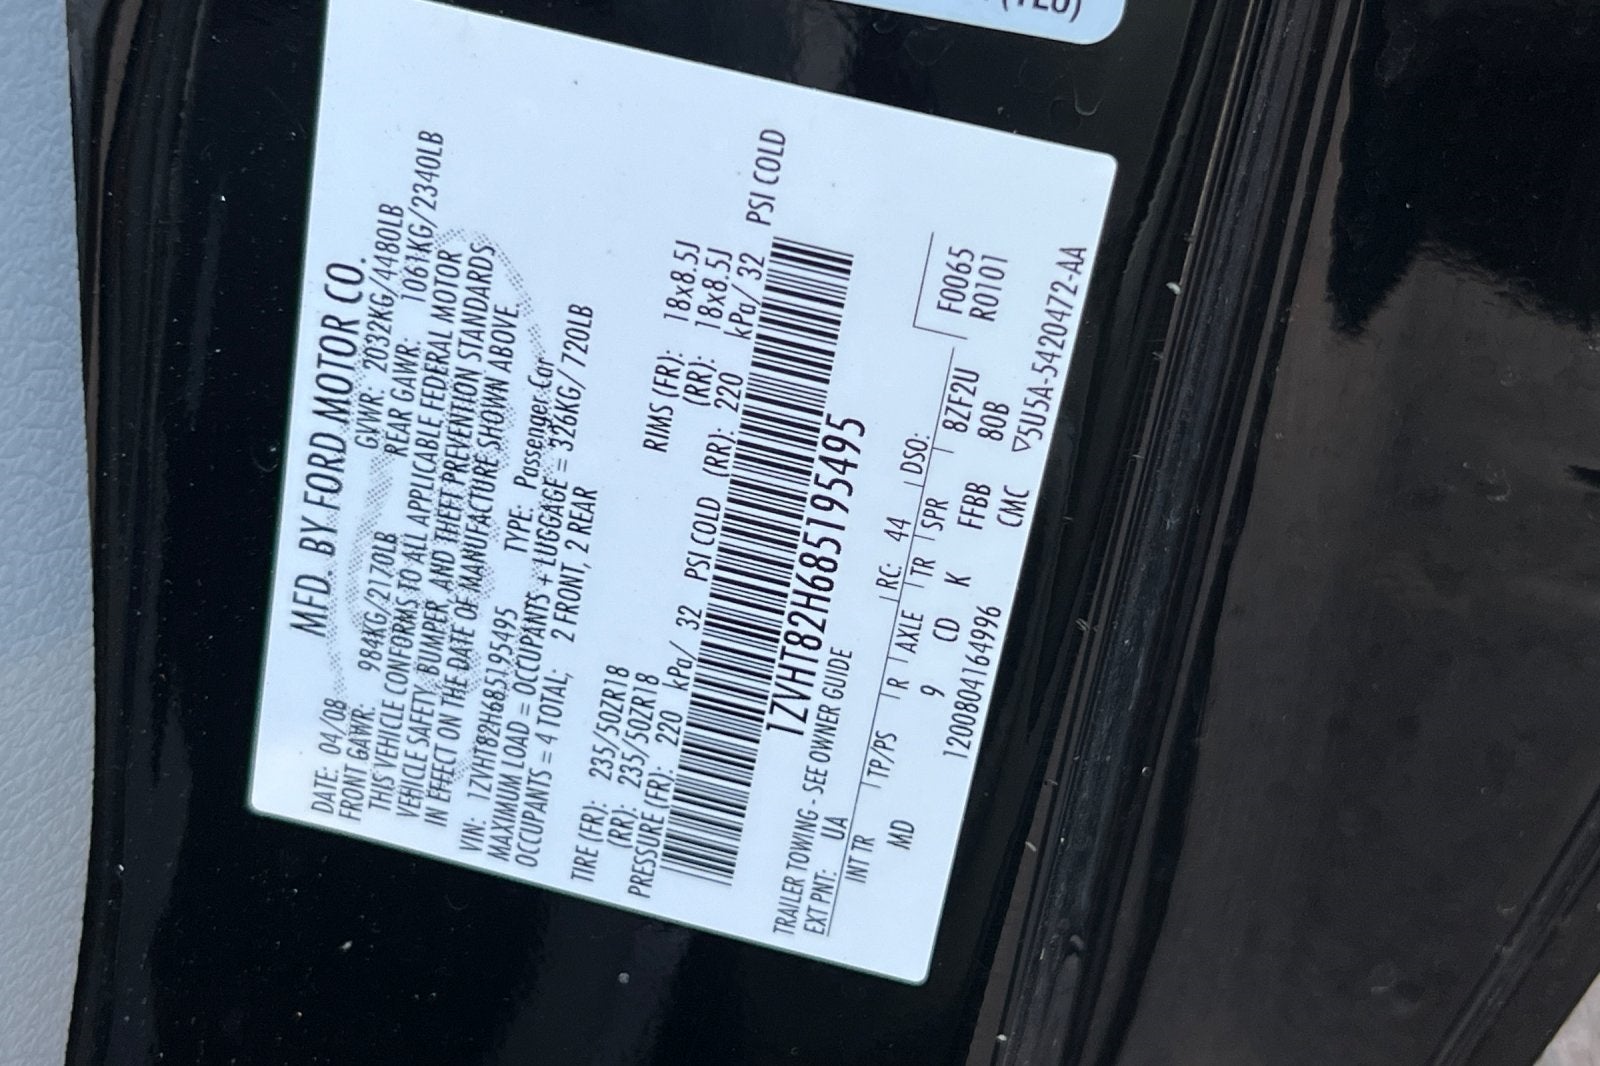 MFD. BY FORD MOTOR CO.
DATE: 04/08 GVWR: 2032KG/4480LB
FRONT GAWR: 984KG/2170LB REAR GAWR: 1061KG/2340LB
THIS VEHICLE CONFORMS TO ALL APPLICABLE FEDERAL MOTOR
VEHICLE SAFETY, BUMPER, AND THEFT PREVENTION STANDARDS
IN EFFECT ON THE DATE OF MANUFACTURE SHOWN ABOVE.
VIN: 1ZVHT82H685195495 TYPE: Passenger Car
MAXIMUM LOAD = OCCUPANTS + LUGGAGE = 326KG/720LB
OCCUPANTS = 4 TOTAL; 2 FRONT, 2 REAR
TIRE (FR): 235/50ZR18 RIMS (FR): 18x8.5J
(RR): 235/50ZR18 (RR): 18x8.5J
PRESSURE (FR): 220 kPa/ 32 PSI COLD (RR): 220 kPa/ 32 PSI COLD
1ZVHT82H685195495
TRAILER TOWING - SEE OWNER GUIDE
EXT PNT: UA RC: 44 DSO: F0065
INT TR TP/PS R AXLE TR SPR R0101
MD 9 CD K FFBB 8ZF2U
80B
1200804164996 CMC ▽5U5A-5420472-AA